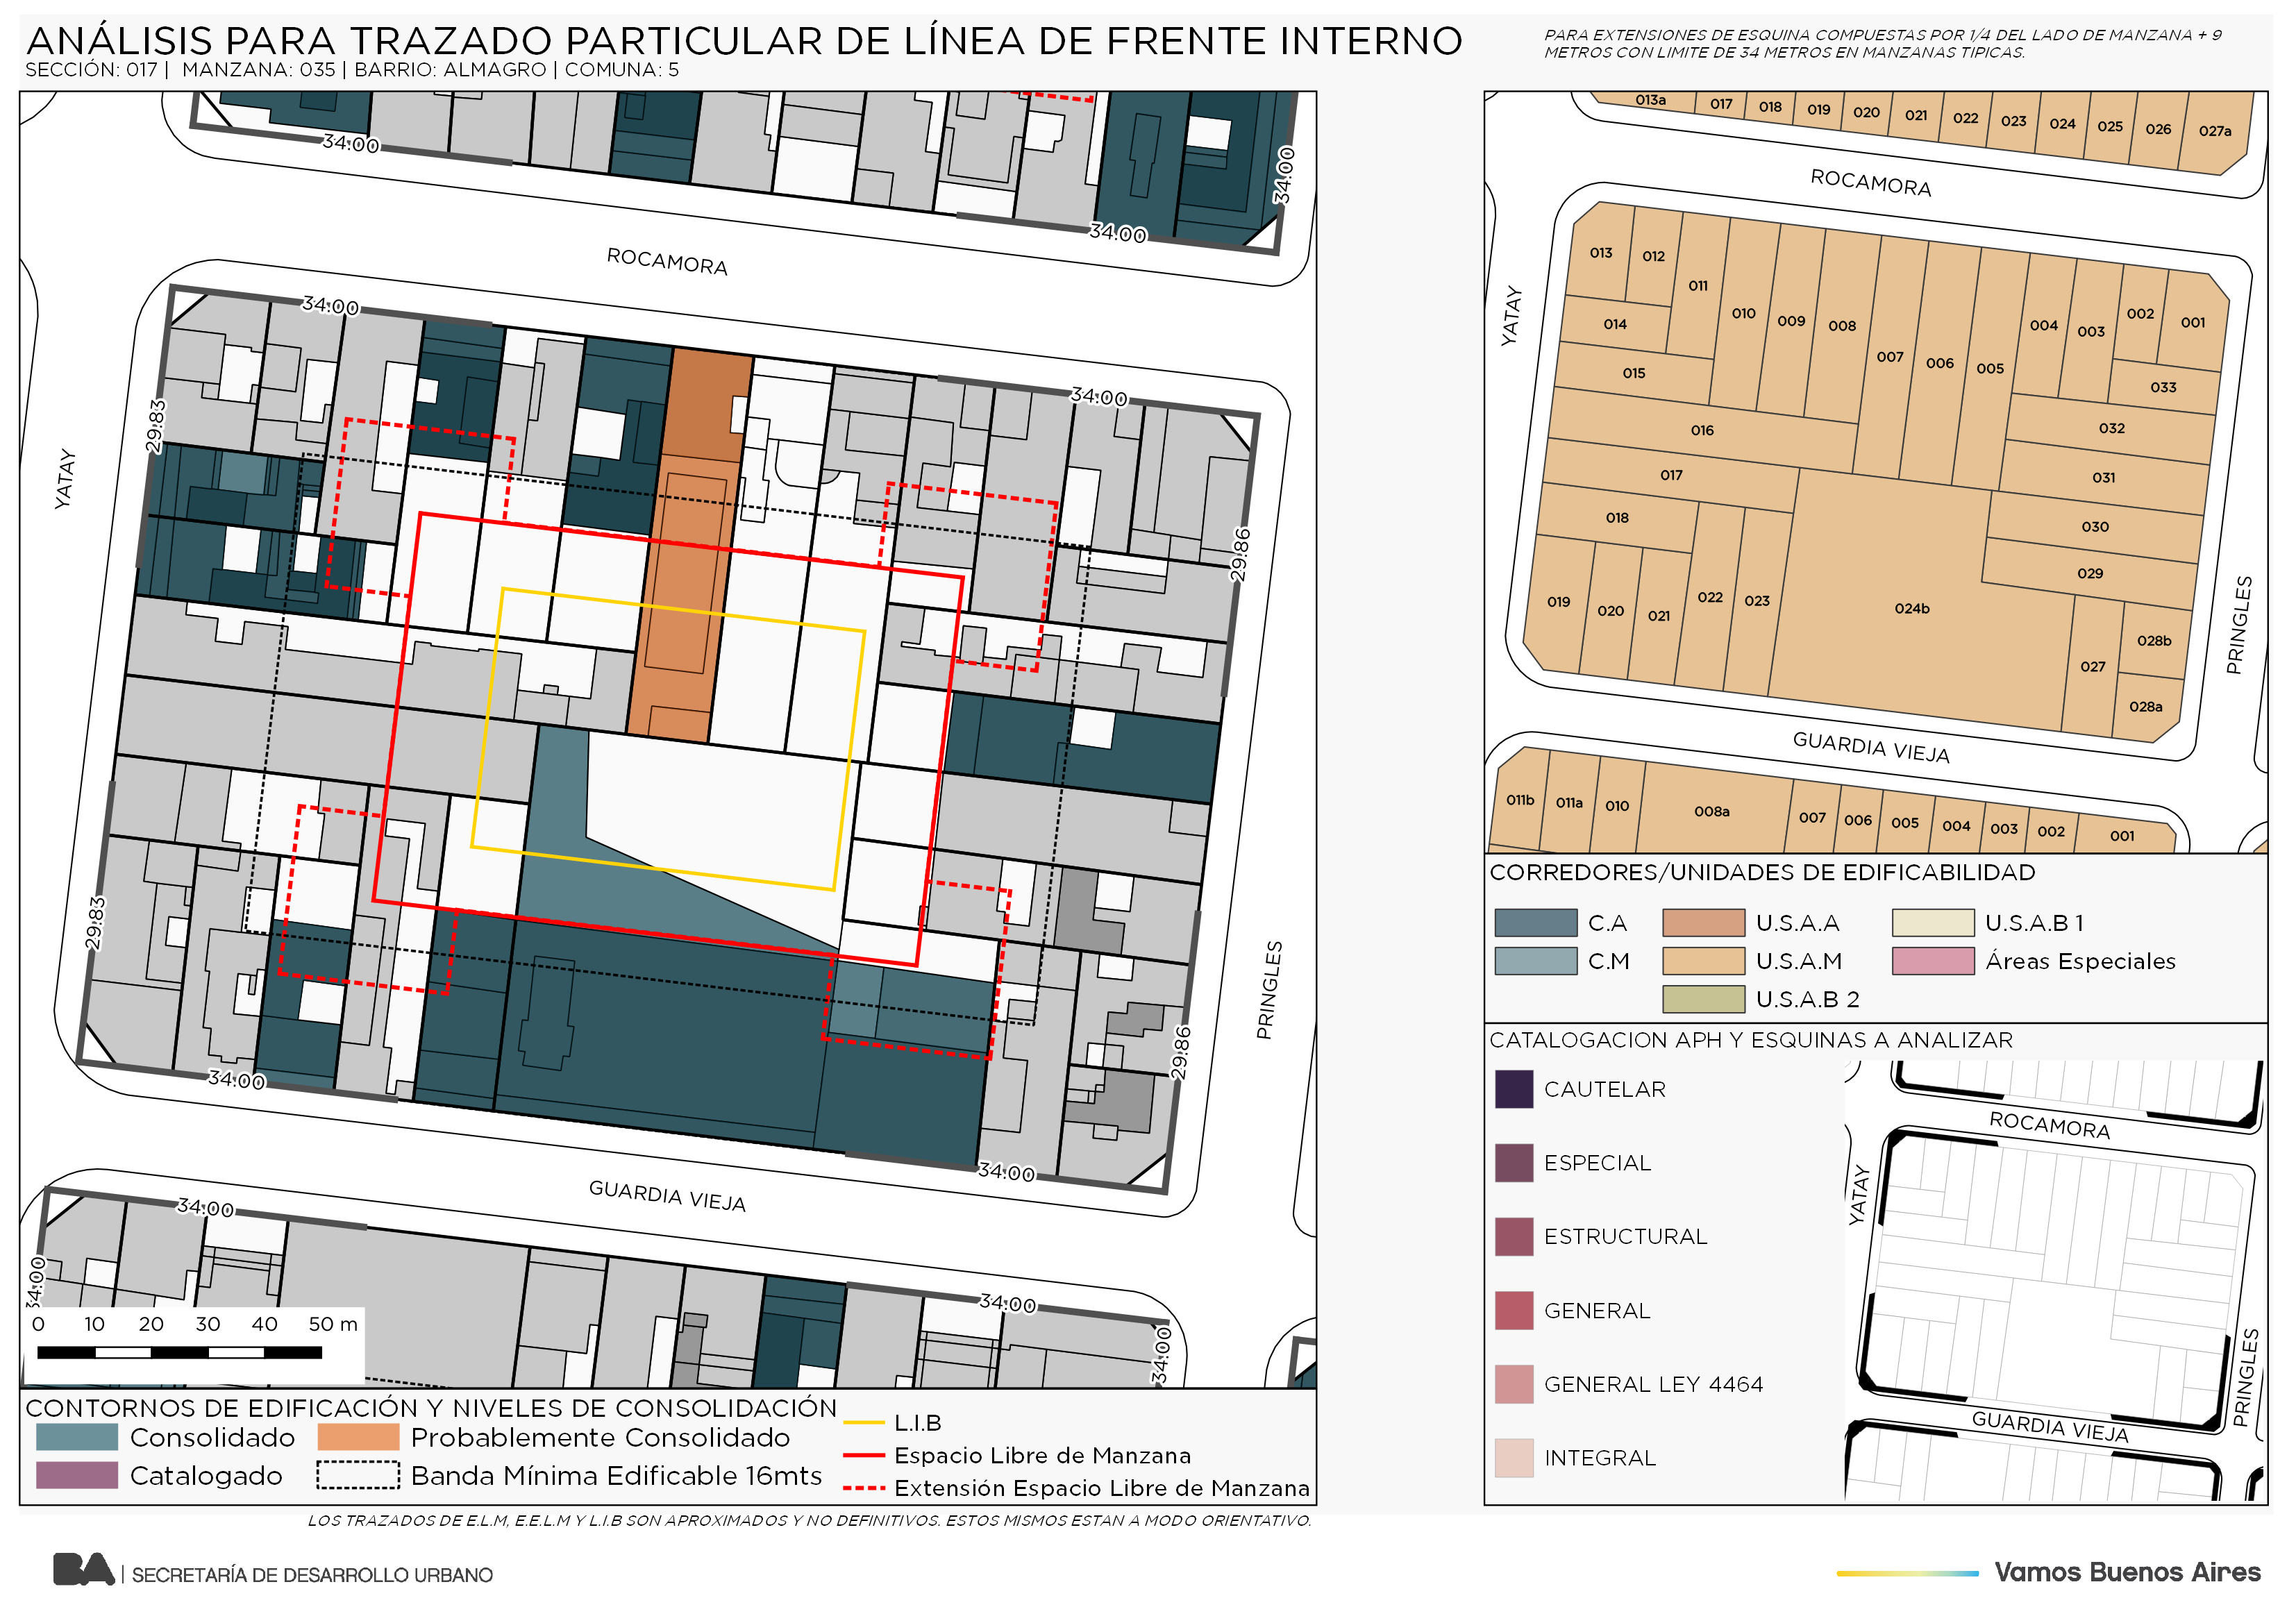 ANÁLISIS PARA TRAZADO PARTICULAR DE LÍNEA DE FRENTE INTERNO
SECCIÓN: 017 | MANZANA: 035 | BARRIO: ALMAGRO | COMUNA: 5
PARA EXTENSIONES DE ESQUINA COMPUESTAS POR 1/4 DEL LADO DE MANZANA + 9
METROS CON LIMITE DE 34 METROS EN MANZANAS TIPICAS.
34.00
34.00
34.00
ROCAMORA
34.00
34.00
29.83
YATAY
29.86
29.83
PRINGLES
29.86
34.00
34.00
GUARDIA VIEJA
34.00
34.00
34.00
34.00
0 10 20 30 40 50 m
CONTORNOS DE EDIFICACIÓN Y NIVELES DE CONSOLIDACIÓN
Consolidado
Probablemente Consolidado
Catalogado
Banda Mínima Edificable 16mts
L.I.B
Espacio Libre de Manzana
Extensión Espacio Libre de Manzana
013a 017 018 019 020 021 022 023 024 025 026 027a
ROCAMORA
YATAY
013 012 011 010 009 008 007 006 005 004 003 002 001
014
015
033
016
032
017
031
018
030
029
019 020 021 022 023 024b
028b
027
028a
PRINGLES
GUARDIA VIEJA
011b 011a 010 008a 007 006 005 004 003 002 001
CORREDORES/UNIDADES DE EDIFICABILIDAD
C.A
U.S.A.A
U.S.A.B 1
C.M
U.S.A.M
Áreas Especiales
U.S.A.B 2
CATALOGACION APH Y ESQUINAS A ANALIZAR
CAUTELAR
ESPECIAL
ESTRUCTURAL
GENERAL
GENERAL LEY 4464
INTEGRAL
ROCAMORA
YATAY
PRINGLES
GUARDIA VIEJA
LOS TRAZADOS DE E.L.M, E.E.L.M Y L.I.B SON APROXIMADOS Y NO DEFINITIVOS. ESTOS MISMOS ESTAN A MODO ORIENTATIVO.
BA | SECRETARÍA DE DESARROLLO URBANO
Vamos Buenos Aires